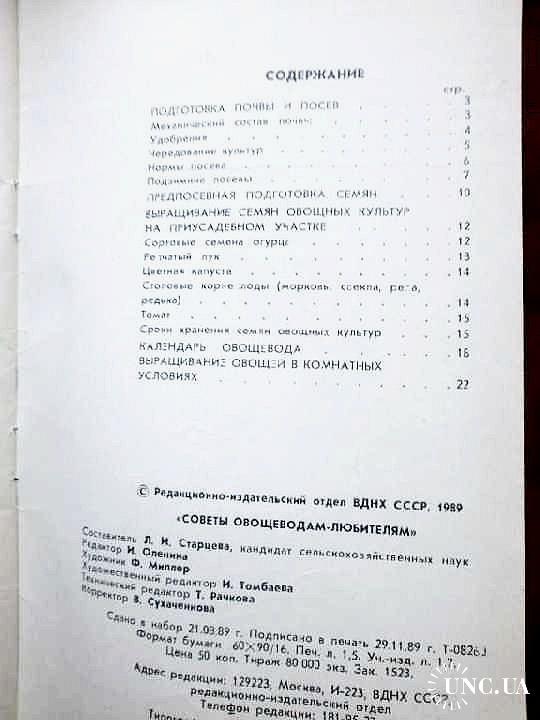 СОДЕРЖАНИЕ
стр.
ПОДГОТОВКА ПОЧВЫ И ПОСЕВ . . . . . 3
Механический состав почвы . . . . . 3
Удобрения . . . . . 4
Чередование культур . . . . . 5
Нормы посева . . . . . 6
Подзимние посевы . . . . . 7
ПРЕДПОСЕВНАЯ ПОДГОТОВКА СЕМЯН . . . 10
ВЫРАЩИВАНИЕ СЕМЯН ОВОЩНЫХ КУЛЬТУР
НА ПРИУСАДЕБНОМ УЧАСТКЕ . . . . . 12
Сортовые семена огурца . . . . . 12
Репчатый лук . . . . . 13
Цветная капуста . . . . . 14
Столовые корнеплоды (морковь, свекла, репа,
редька) . . . . . 14
Томат . . . . . 15
Сроки хранения семян овощных культур . . . 15
КАЛЕНДАРЬ ОВОЩЕВОДА . . . . . 16
ВЫРАЩИВАНИЕ ОВОЩЕЙ В КОМНАТНЫХ
УСЛОВИЯХ . . . . . 22
© Редакционно-издательский отдел ВДНХ СССР, 1989
«СОВЕТЫ ОВОЩЕВОДАМ-ЛЮБИТЕЛЯМ»
Составитель Л. И. Старцева, кандидат сельскохозяйственных наук
Редактор И. Оленина
Художник Ф. Миллер
Художественный редактор И. Томбаева
Технический редактор Т. Рачкова
Корректор В. Сухаченкова
Сдано в набор 21.03.89 г. Подписано в печать 29.11.89 г. Т-0826
Формат бумаги 60×90/16. Печ. л. 1,5. Уч.-изд. л. 1,7.
Цена 50 коп. Тираж 80 000 экз. Зак. 1523.
Адрес редакции: 129223, Москва, И-223, ВДНХ СССР,
редакционно-издательский отдел
Телефон редакции: 181-96
UNC.UA